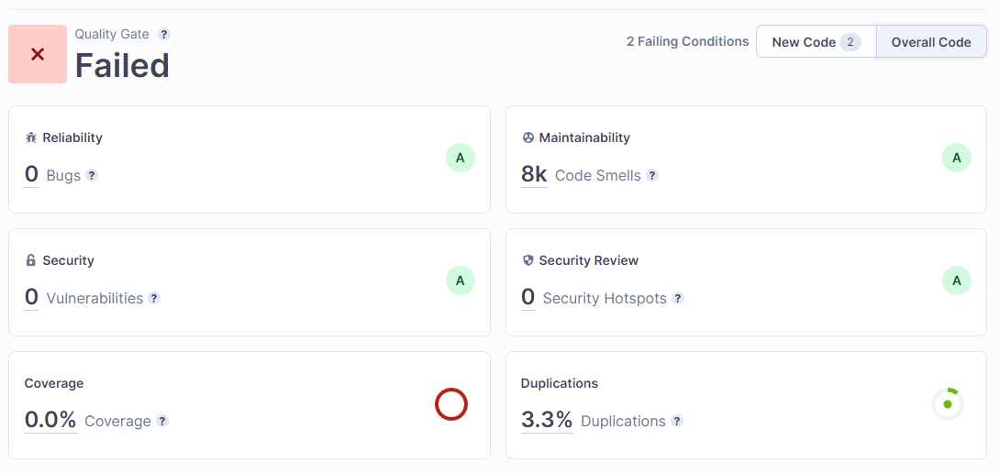 Quality Gate ?
Failed
2 Failing Conditions
New Code 2
Overall Code
Reliability
0 Bugs ?
A
Maintainability
8k Code Smells ?
A
Security
0 Vulnerabilities ?
A
Security Review
0 Security Hotspots ?
A
Coverage
0.0% Coverage ?
Duplications
3.3% Duplications ?